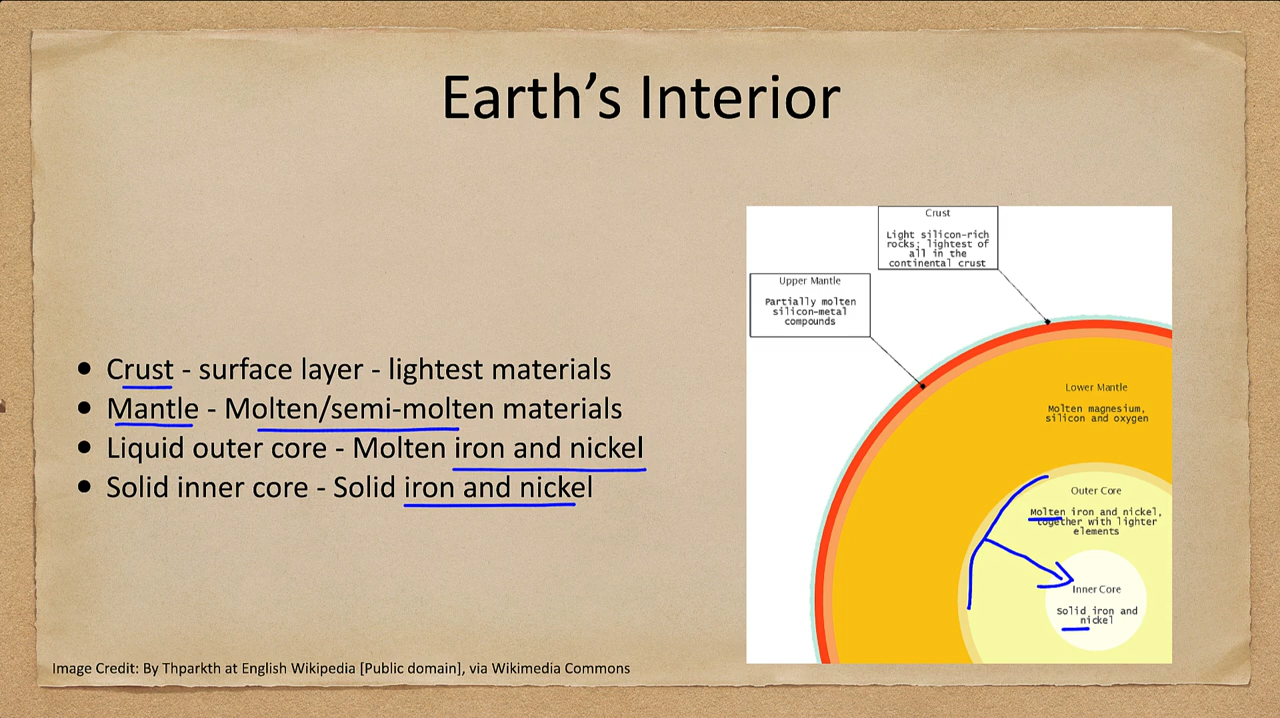 Earth's Interior
• Crust - surface layer - lightest materials
• Mantle - Molten/semi-molten materials
• Liquid outer core - Molten iron and nickel
• Solid inner core - Solid iron and nickel
Crust
Light silicon-rich
rocks; lightest of
all in the
continental crust
Upper Mantle
Partially molten
silicon-metal
compounds
Lower Mantle
Molten magnesium,
silicon and oxygen
Outer Core
Molten iron and nickel,
together with lighter
elements
Inner Core
Solid iron and
nickel
Image Credit: By Thparkth at English Wikipedia [Public domain], via Wikimedia Commons